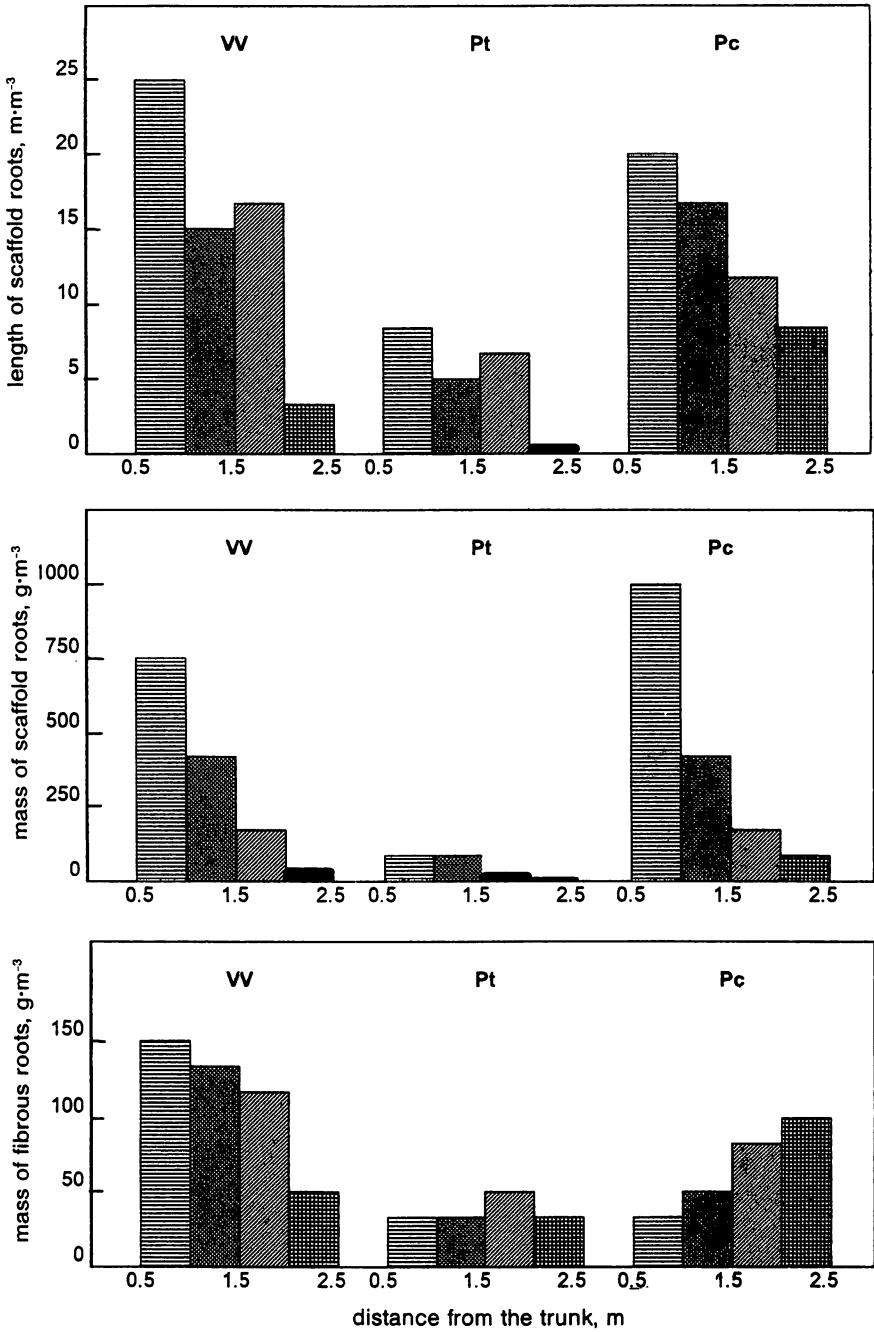 VV Pt Pc
length of scaffold roots, m·m⁻³
25
20
15
10
5
0
0.5 1.5 2.5 0.5 1.5 2.5 0.5 1.5 2.5
VV Pt Pc
mass of scaffold roots, g·m⁻³
1000
750
500
250
0
0.5 1.5 2.5 0.5 1.5 2.5 0.5 1.5 2.5
VV Pt Pc
mass of fibrous roots, g·m⁻³
150
100
50
0
0.5 1.5 2.5 0.5 1.5 2.5 0.5 1.5 2.5
distance from the trunk, m